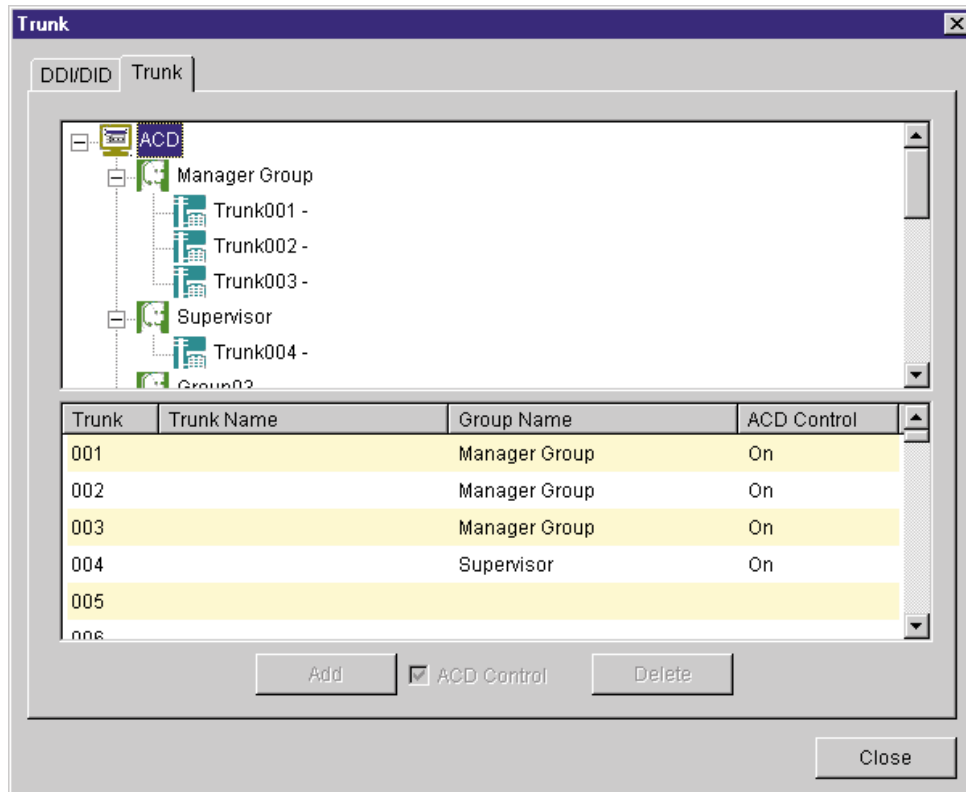 Trunk
DDI/DID Trunk
ACD
Manager Group
Trunk001 -
Trunk002 -
Trunk003 -
Supervisor
Trunk004 -
Group03
Trunk Trunk Name Group Name ACD Control
001 Manager Group On
002 Manager Group On
003 Manager Group On
004 Supervisor On
005
006
Add ACD Control Delete
Close